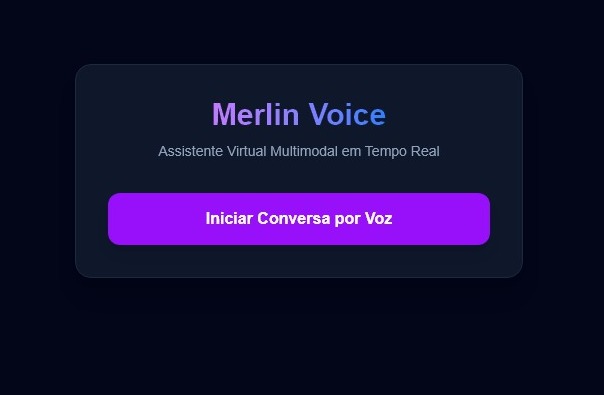 Merlin Voice
Assistente Virtual Multimodal em Tempo Real
Iniciar Conversa por Voz